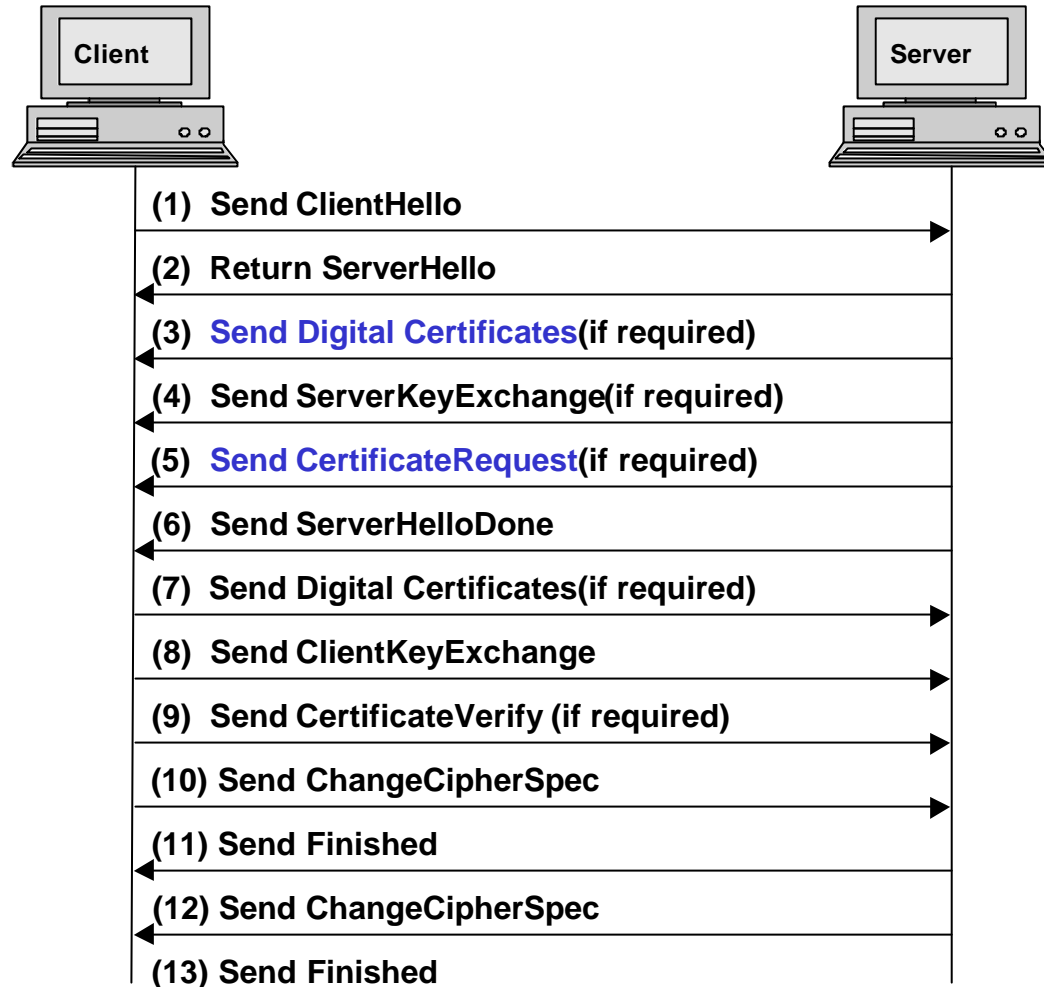 Client
Server
(1) Send ClientHello
(2) Return ServerHello
(3) Send Digital Certificates(if required)
(4) Send ServerKeyExchange(if required)
(5) Send CertificateRequest(if required)
(6) Send ServerHelloDone
(7) Send Digital Certificates(if required)
(8) Send ClientKeyExchange
(9) Send CertificateVerify (if required)
(10) Send ChangeCipherSpec
(11) Send Finished
(12) Send ChangeCipherSpec
(13) Send Finished